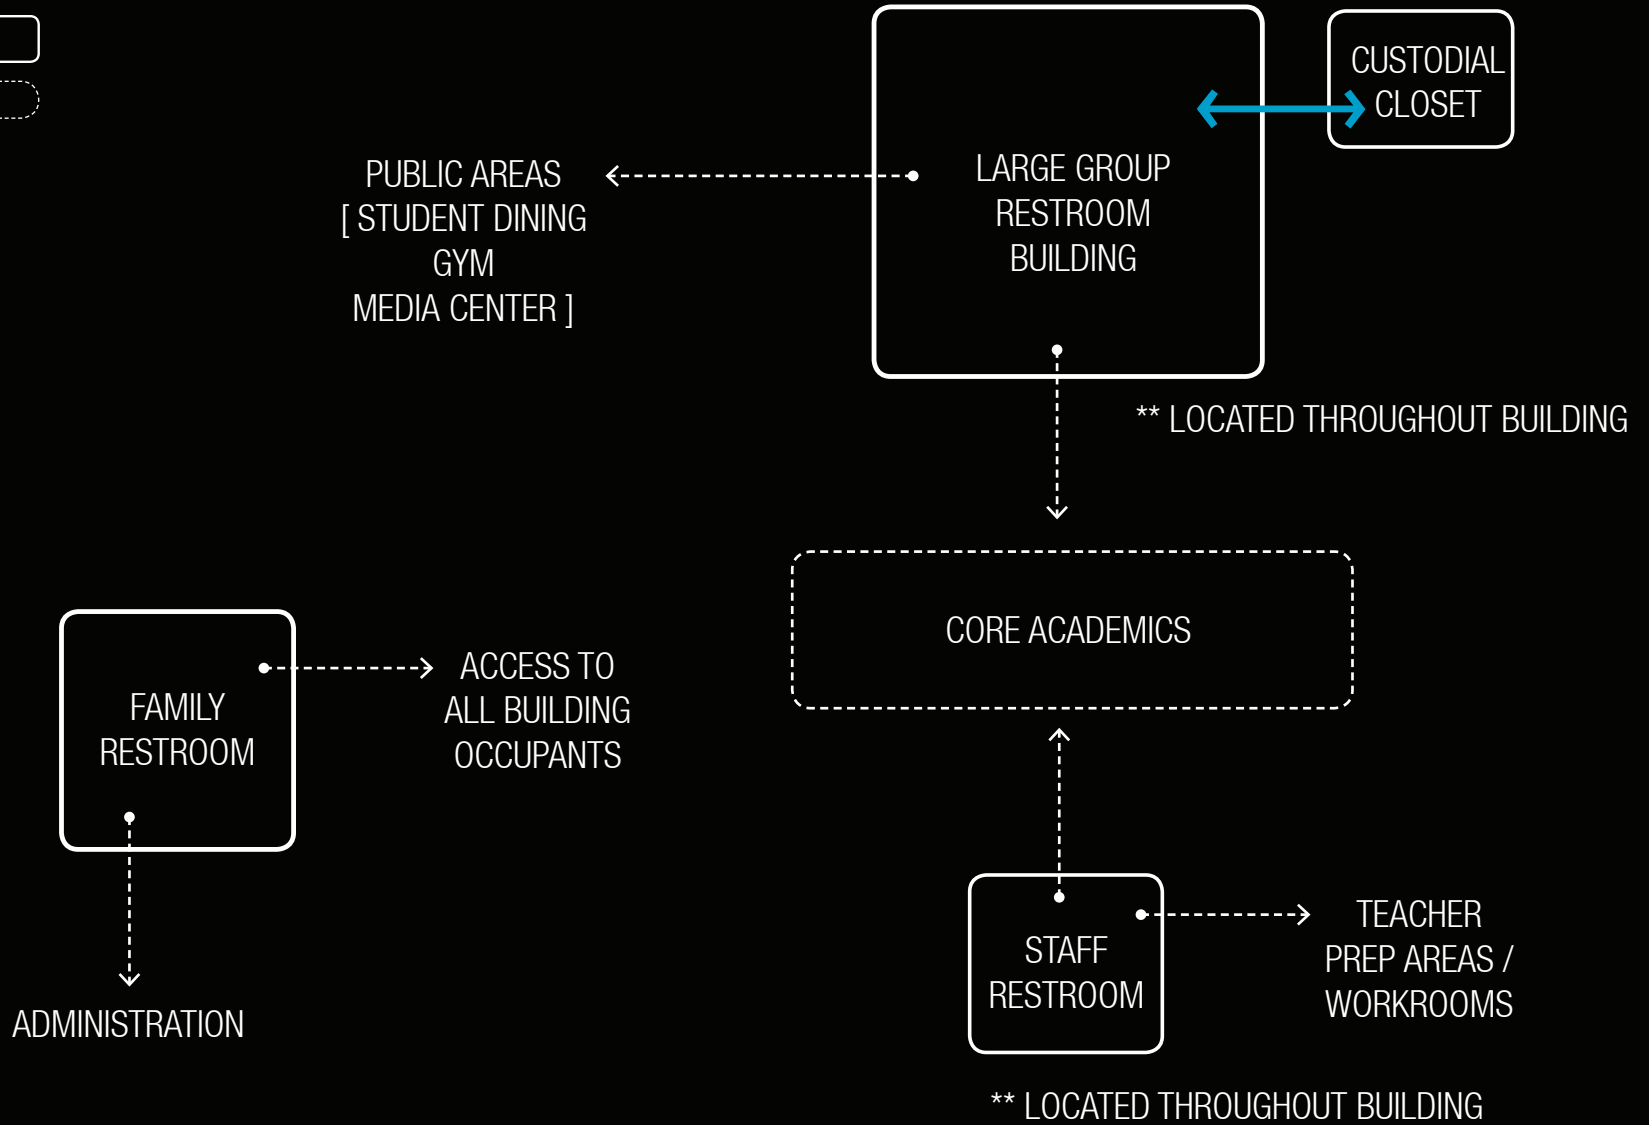 CUSTODIAL
CLOSET
PUBLIC AREAS
[ STUDENT DINING
GYM
MEDIA CENTER ]
LARGE GROUP
RESTROOM
BUILDING
** LOCATED THROUGHOUT BUILDING
CORE ACADEMICS
FAMILY
RESTROOM
ACCESS TO
ALL BUILDING
OCCUPANTS
ADMINISTRATION
STAFF
RESTROOM
TEACHER
PREP AREAS /
WORKROOMS
** LOCATED THROUGHOUT BUILDING